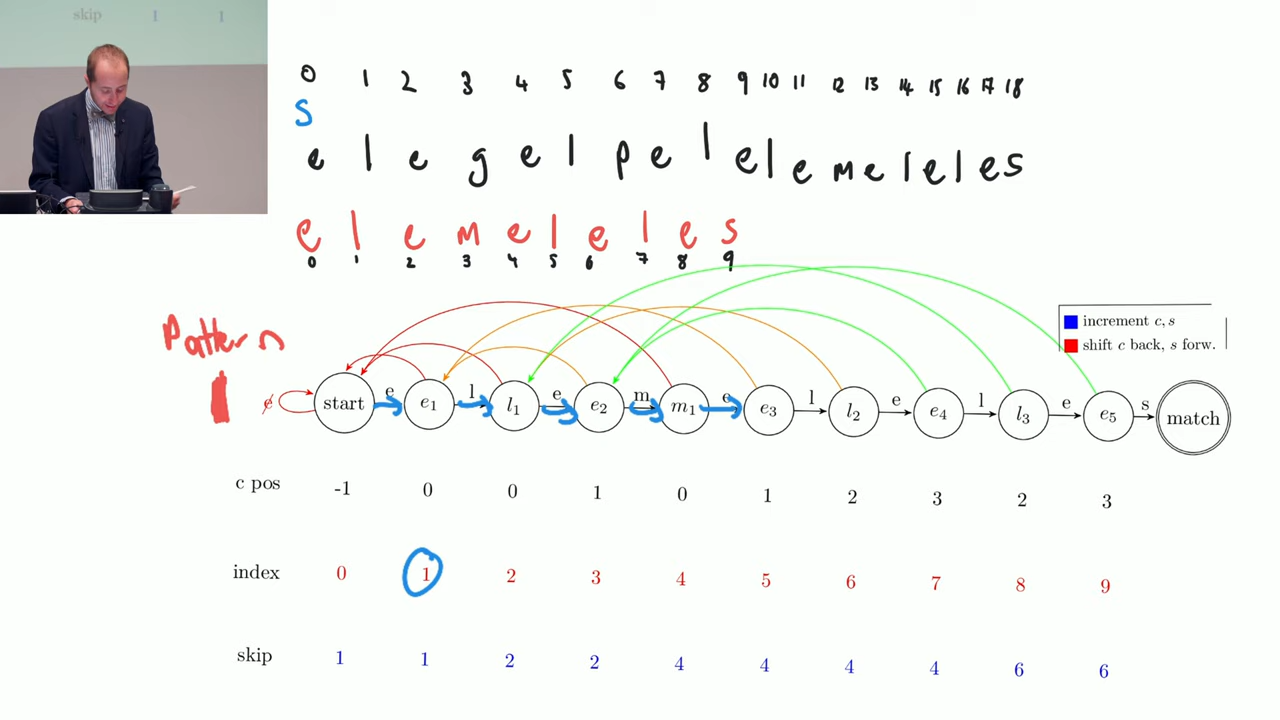 skip 1 1
0 1 2 3 4 5 6 7 8 9 10 11 12 13 14 15 16 17 18
S
e l e g e l p e l e l e m e l e l e s
e l e m e l e l e s
0 1 2 3 4 5 6 7 8 9
increment c, s
shift c back, s forw.
Pattern
ϕ start e e1 l l1 e e2 m m1 e e3 l l2 e e4 l l3 e e5 s match
c pos -1 0 0 1 0 1 2 3 2 3
index 0 1 2 3 4 5 6 7 8 9
skip 1 1 2 2 4 4 4 4 6 6